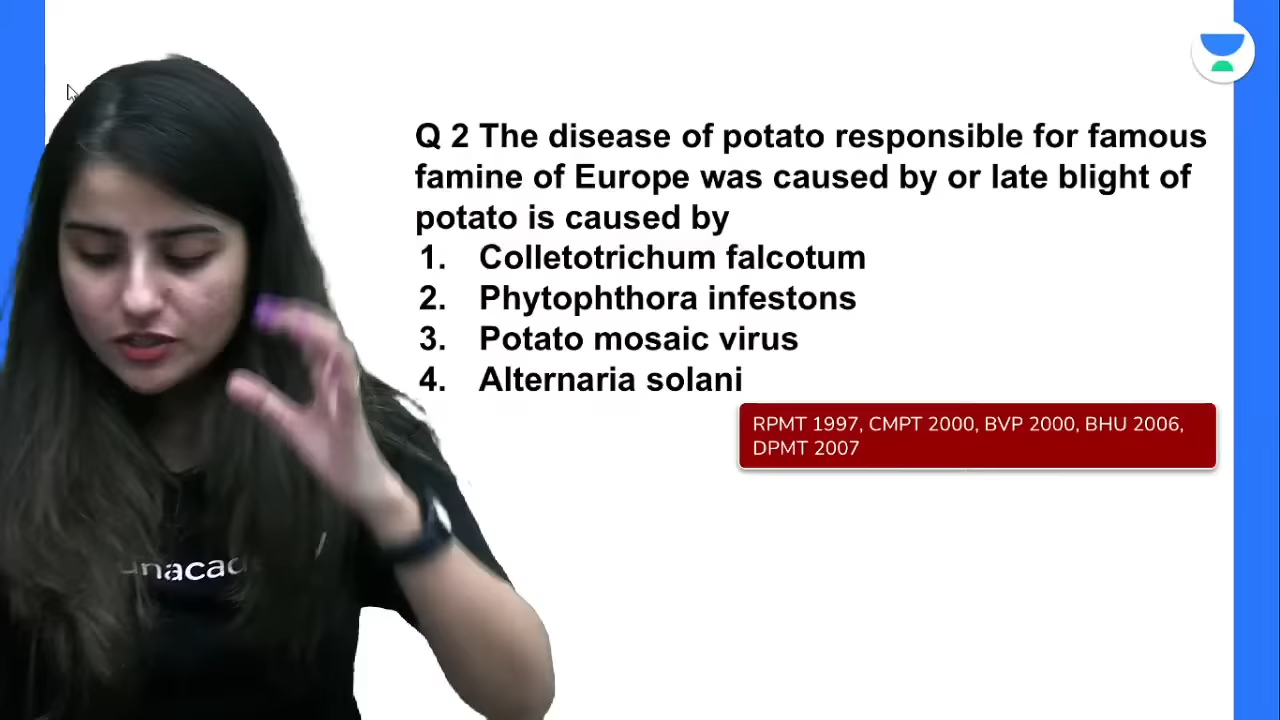 Q 2 The disease of potato responsible for famous
famine of Europe was caused by or late blight of
potato is caused by
1. Colletotrichum falcotum
2. Phytophthora infestons
3. Potato mosaic virus
4. Alternaria solani
RPMT 1997, CMPT 2000, BVP 2000, BHU 2006,
DPMT 2007
unacad